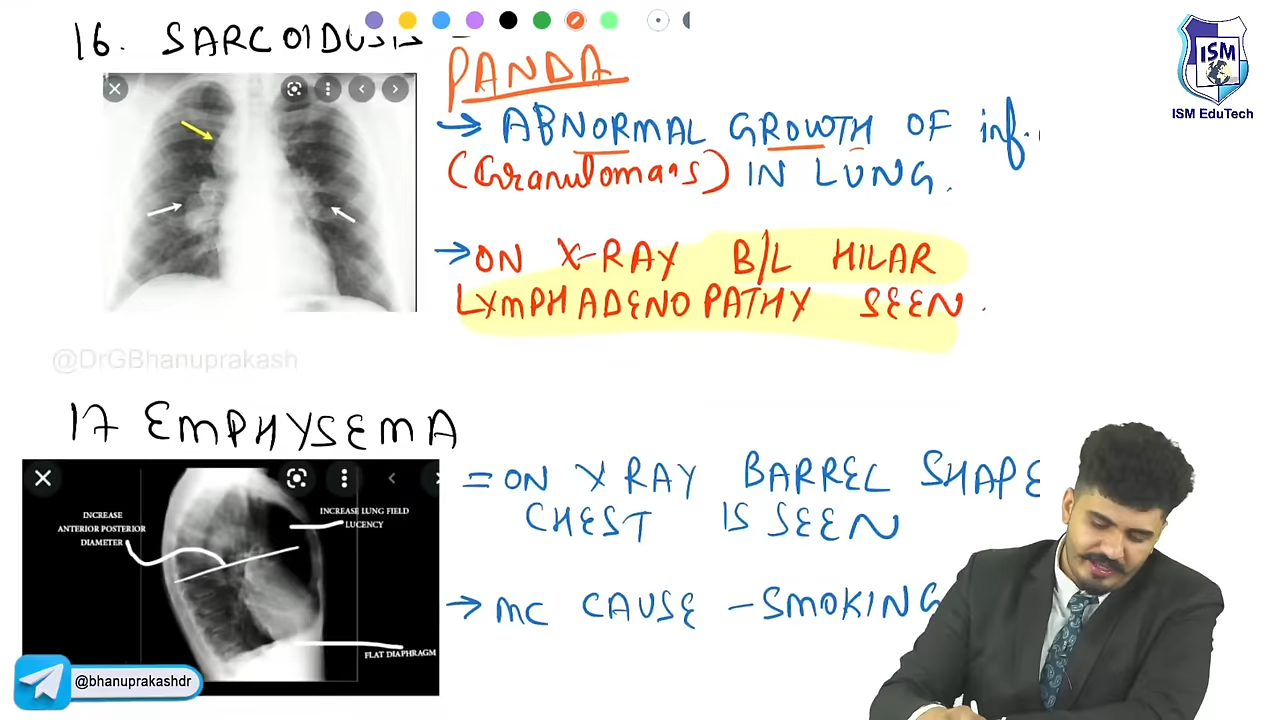 16. SARCOIDUSIS
PANDA
→ ABNORMAL GROWTH OF inf.
(Granulomas) IN LUNG.
→ ON X-RAY B/L HILAR
LYMPHADENOPATHY SEEN.
@DrGBhanuprakash
17 EMPHYSEMA
INCREASE
ANTERIOR POSTERIOR
DIAMETER
INCREASE LUNG FIELD
LUCENCY
FLAT DIAPHRAGM
= ON X RAY BARREL SHAPE
CHEST IS SEEN
→ MC CAUSE - SMOKING
@bhanuprakashdr
ISM
ISM EduTech